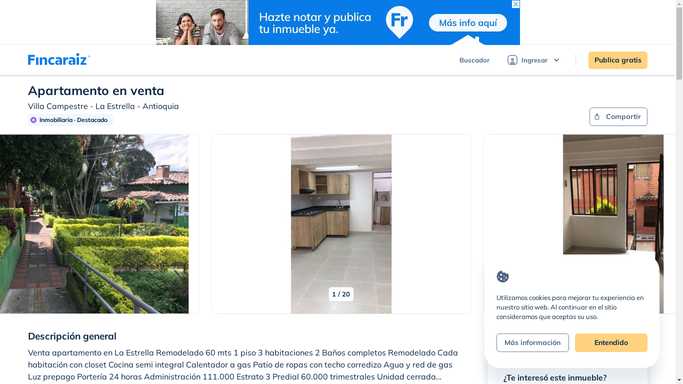 Hazte notar y publica
tu inmueble ya.
Fr
Más info aquí
Fincaraiz
Buscador
Ingresar
Publica gratis
Apartamento en venta
Villa Campestre - La Estrella - Antioquia
Inmobiliaria · Destacado
Compartir
1 / 20
Utilizamos cookies para mejorar tu experiencia en
nuestro sitio web. Al continuar en el sitio
consideramos que aceptas su uso.
Más información
Entendido
Descripción general
Venta apartamento en La Estrella Remodelado 60 mts 1 piso 3 habitaciones 2 Baños completos Remodelado Cada
habitación con closet Cocina semi integral Calentador a gas Patio de ropas con techo corredizo Agua y red de gas
Luz prepago Portería 24 horas Administración 111.000 Estrato 3 Predial 60.000 trimestrales Unidad cerrada...
¿Te interesó este inmueble?